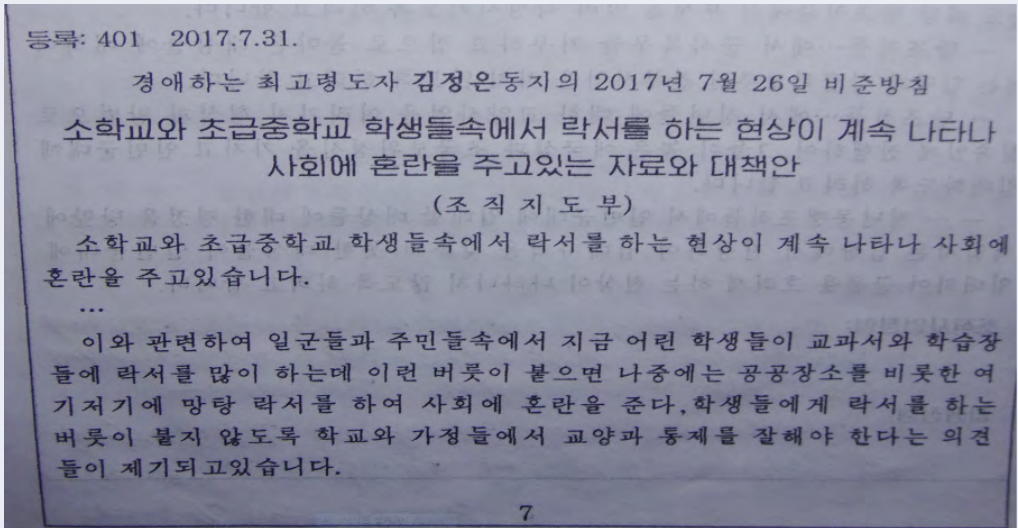 등록: 401 2017.7.31.
경애하는 최고령도자 김정은동지의 2017년 7월 26일 비준방침
소학교와 초급중학교 학생들속에서 락서를 하는 현상이 계속 나타나
사회에 혼란을 주고있는 자료와 대책안
(조직지도부)
소학교와 초급중학교 학생들속에서 락서를 하는 현상이 계속 나타나 사회에
혼란을 주고있습니다.
...
이와 관련하여 일군들과 주민들속에서 지금 어린 학생들이 교과서와 학습장
들에 락서를 많이 하는데 이런 버릇이 붙으면 나중에는 공공장소를 비롯한 여
기저기에 망탕 락서를 하여 사회에 혼란을 준다,학생들에게 락서를 하는
버릇이 붙지 않도록 학교와 가정들에서 교양과 통제를 잘해야 한다는 의견
들이 제기되고있습니다.
7